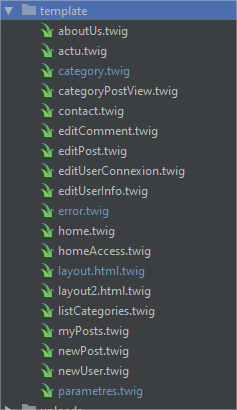 template
aboutUs.twig
actu.twig
category.twig
categoryPostView.twig
contact.twig
editComment.twig
editPost.twig
editUserConnexion.twig
editUserInfo.twig
error.twig
home.twig
homeAccess.twig
layout.html.twig
layout2.html.twig
listCategories.twig
myPosts.twig
newPost.twig
newUser.twig
parametres.twig